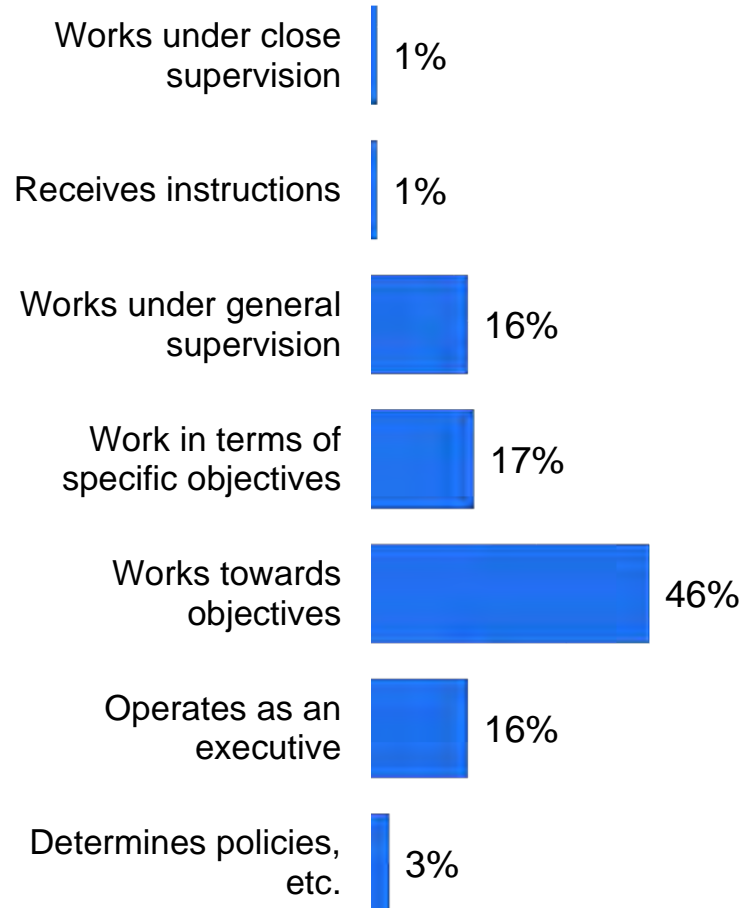 Works under close
supervision
1%
Receives instructions
1%
Works under general
supervision
16%
Work in terms of
specific objectives
17%
Works towards
objectives
46%
Operates as an
executive
16%
Determines policies,
etc.
3%